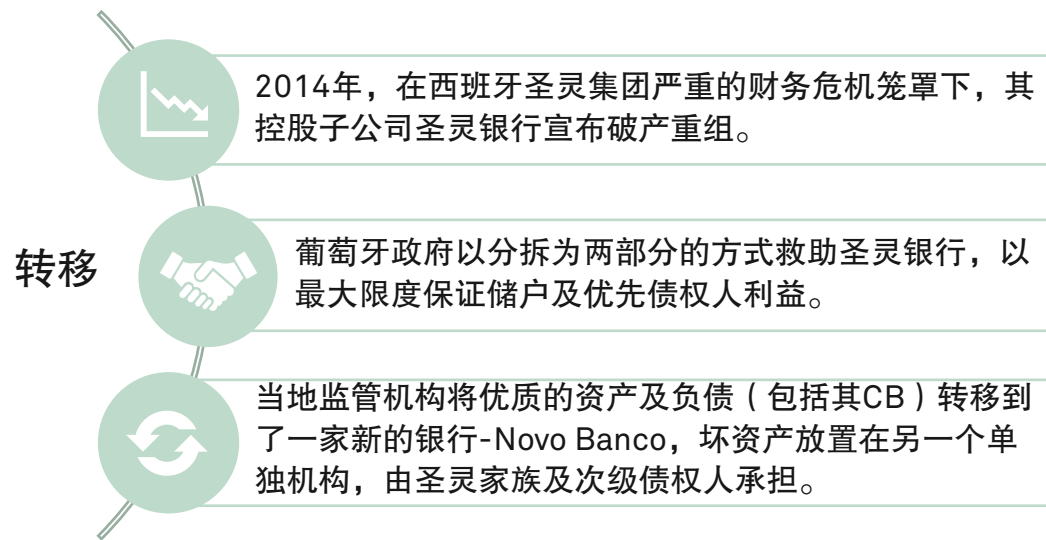 2014年，在西班牙圣灵集团严重的财务危机笼罩下，其
控股子公司圣灵银行宣布破产重组。
转移
葡萄牙政府以分拆为两部分的方式救助圣灵银行，以
最大限度保证储户及优先债权人利益。
当地监管机构将优质的资产及负债（包括其CB）转移到
了一家新的银行-Novo Banco，坏资产放置在另一个单
独机构，由圣灵家族及次级债权人承担。